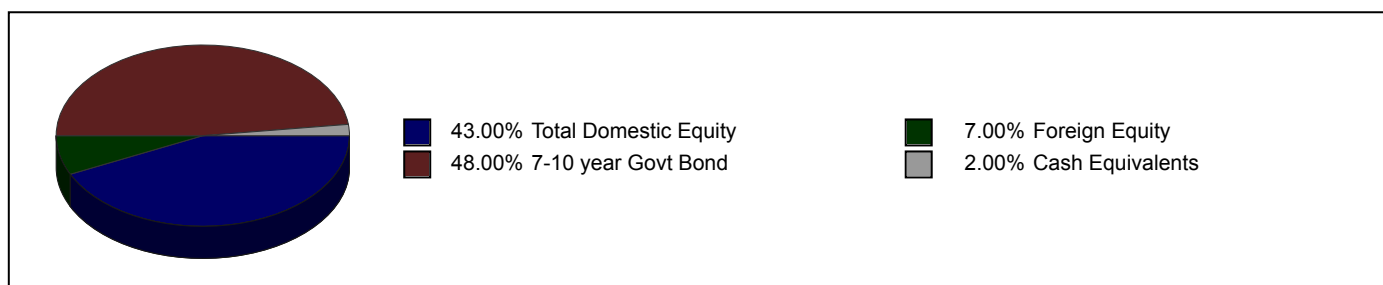 43.00% Total Domestic Equity
7.00% Foreign Equity
48.00% 7-10 year Govt Bond
2.00% Cash Equivalents